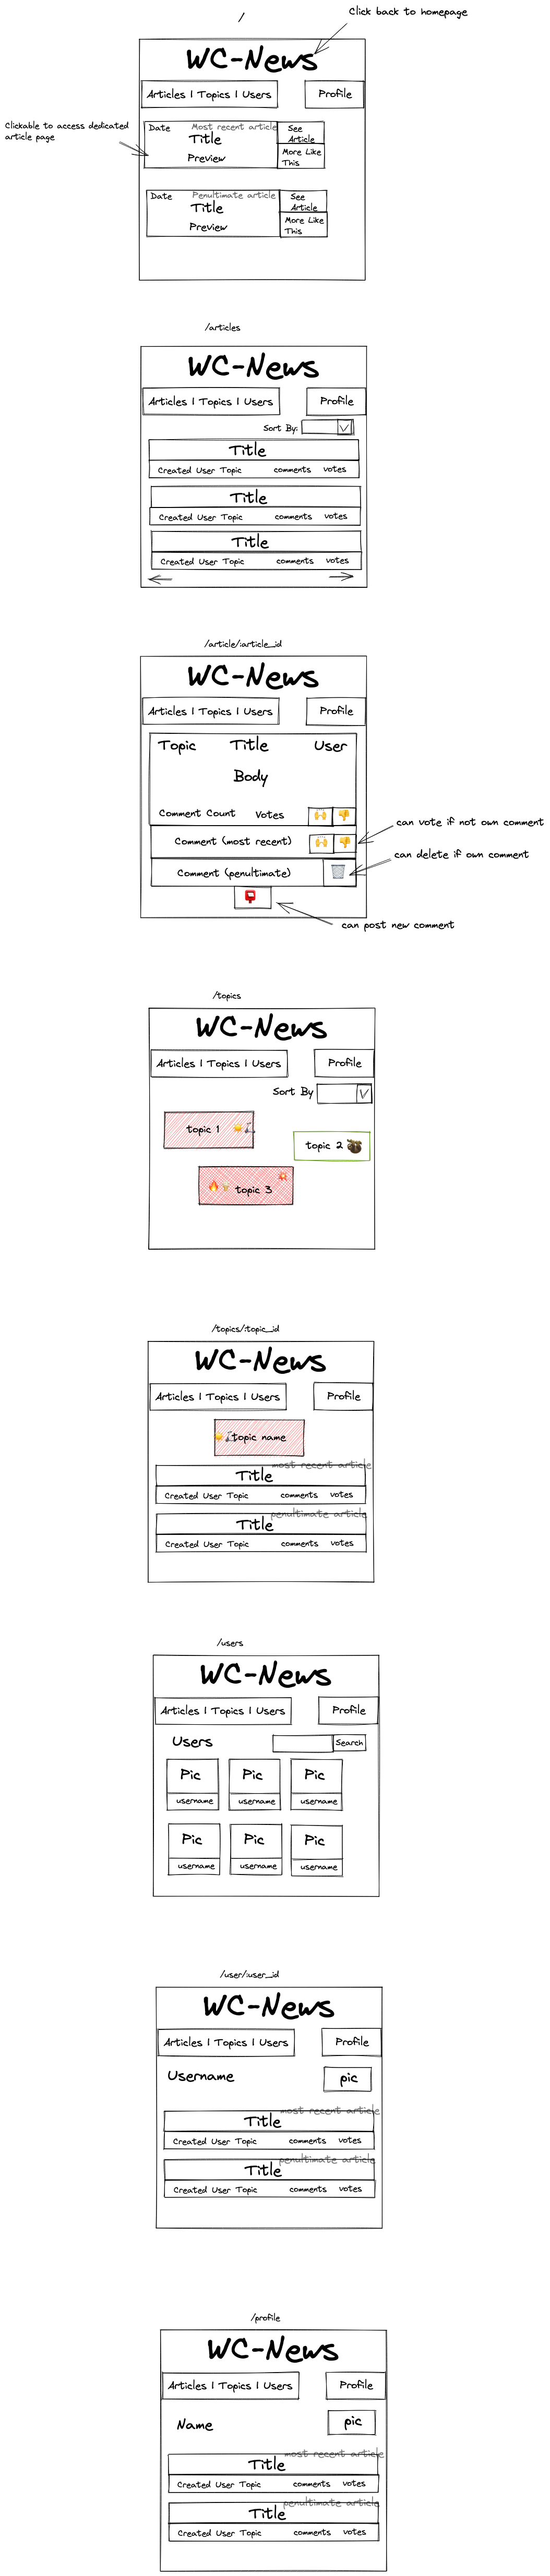 /
Click back to homepage
WC-News
Articles | Topics | Users
Profile
Clickable to access dedicated
article page
Date
Most recent article
Title
Preview
See
Article
More Like
This
Date
Penultimate article
Title
Preview
See
Article
More Like
This
/articles
WC-News
Articles | Topics | Users
Profile
Sort By:
Title
Created User Topic comments votes
Title
Created User Topic comments votes
Title
Created User Topic comments votes
/article/:article_id
WC-News
Articles | Topics | Users
Profile
Topic Title User
Body
Comment Count Votes
can vote if not own comment
Comment (most recent)
can delete if own comment
Comment (penultimate)
can post new comment
/topics
WC-News
Articles | Topics | Users
Profile
Sort By
topic 1
topic 2
topic 3
/topics/:topic_id
WC-News
Articles | Topics | Users
Profile
topic name
most recent article
Title
Created User Topic comments votes
penultimate article
Title
Created User Topic comments votes
/users
WC-News
Articles | Topics | Users
Profile
Users
Search
Pic Pic Pic
username username username
Pic Pic Pic
username username username
/user/:user_id
WC-News
Articles | Topics | Users
Profile
Username
pic
most recent article
Title
Created User Topic comments votes
penultimate article
Title
Created User Topic comments votes
/profile
WC-News
Articles | Topics | Users
Profile
Name
pic
most recent article
Title
Created User Topic comments votes
penultimate article
Title
Created User Topic comments votes